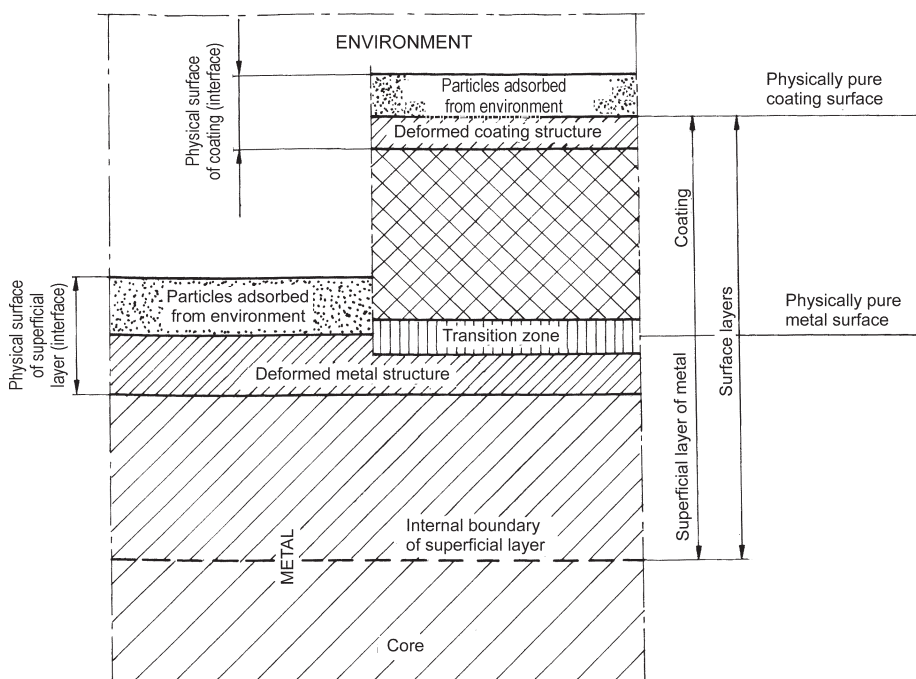 ENVIRONMENT
Physical surface
of coating (interface)
Particles adsorbed
from environment
Deformed coating structure
Physically pure
coating surface
Coating
Surface layers
Superficial layer of metal
Physical surface
of superficial
layer (interface)
Particles adsorbed
from environment
Transition zone
Physically pure
metal surface
Deformed metal structure
Internal boundary
of superficial layer
METAL
Core